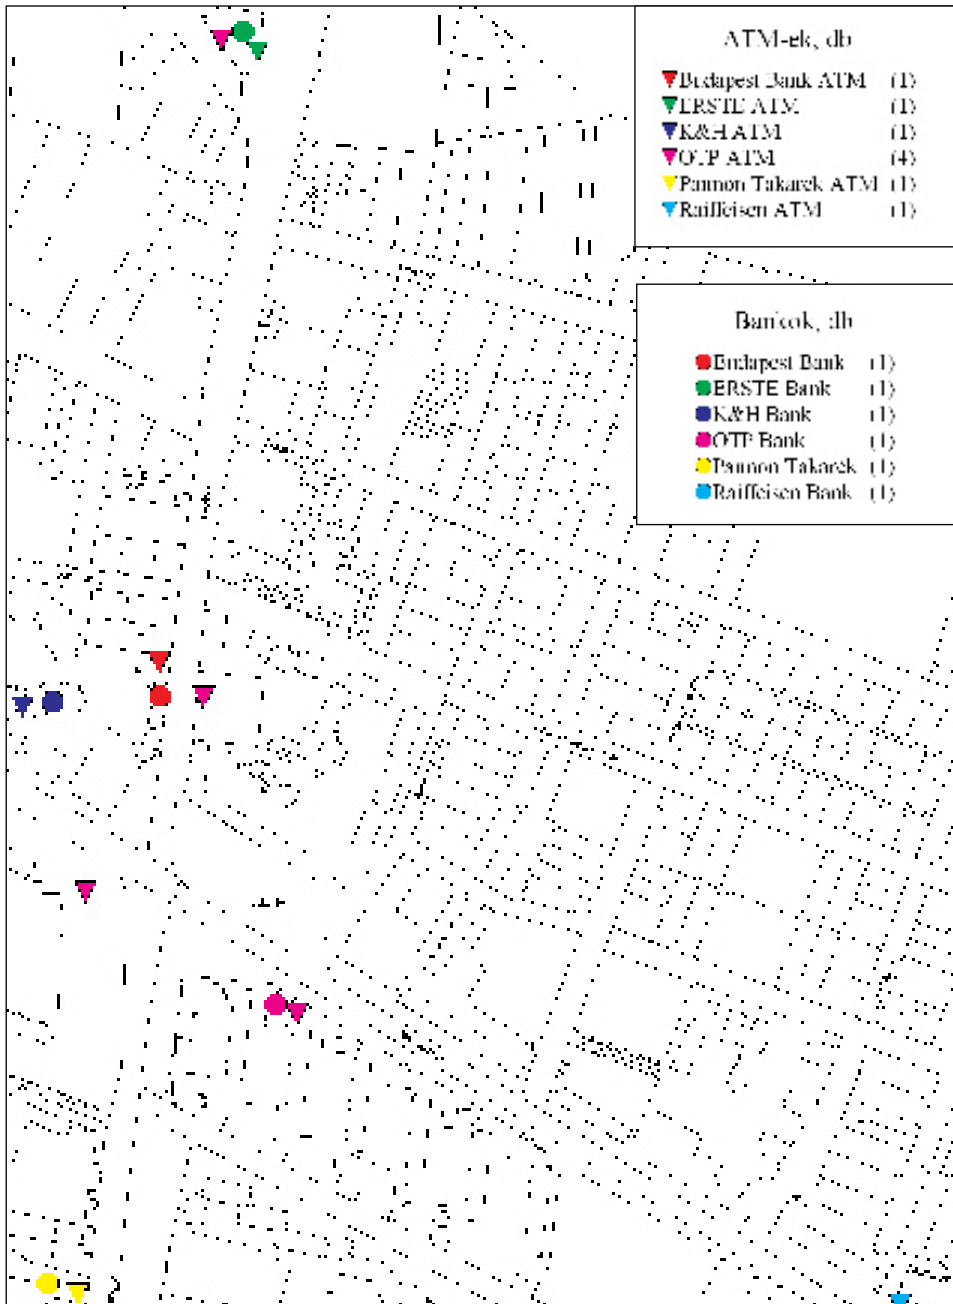 ATM-ek, db
Budapest Bank ATM (1)
ERSTE ATM (1)
K&H ATM (1)
OTP ATM (4)
Pannon Takarek ATM (1)
Raiffeisen ATM (1)
Bankok, db
Budapest Bank (1)
ERSTE Bank (1)
K&H Bank (1)
OTP Bank (1)
Pannon Takarek (1)
Raiffeisen Bank (1)